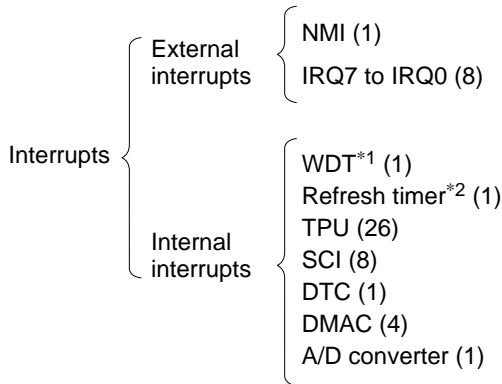 Interrupts
External
interrupts
NMI (1)
IRQ7 to IRQ0 (8)
Internal
interrupts
WDT*1 (1)
Refresh timer*2 (1)
TPU (26)
SCI (8)
DTC (1)
DMAC (4)
A/D converter (1)